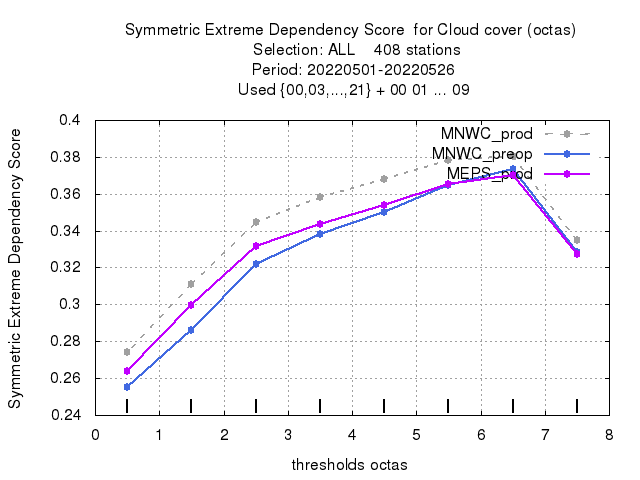 Symmetric Extreme Dependency Score  for Cloud cover (octas)
Selection: ALL    408 stations
Period: 20220501-20220526
Used {00,03,...,21} + 00 01 ... 09
Symmetric Extreme Dependency Score
0.4
0.38
0.36
0.34
0.32
0.3
0.28
0.26
0.24
MNWC_prod
MNWC_preop
MEPS_prod
0 1 2 3 4 5 6 7 8
thresholds octas